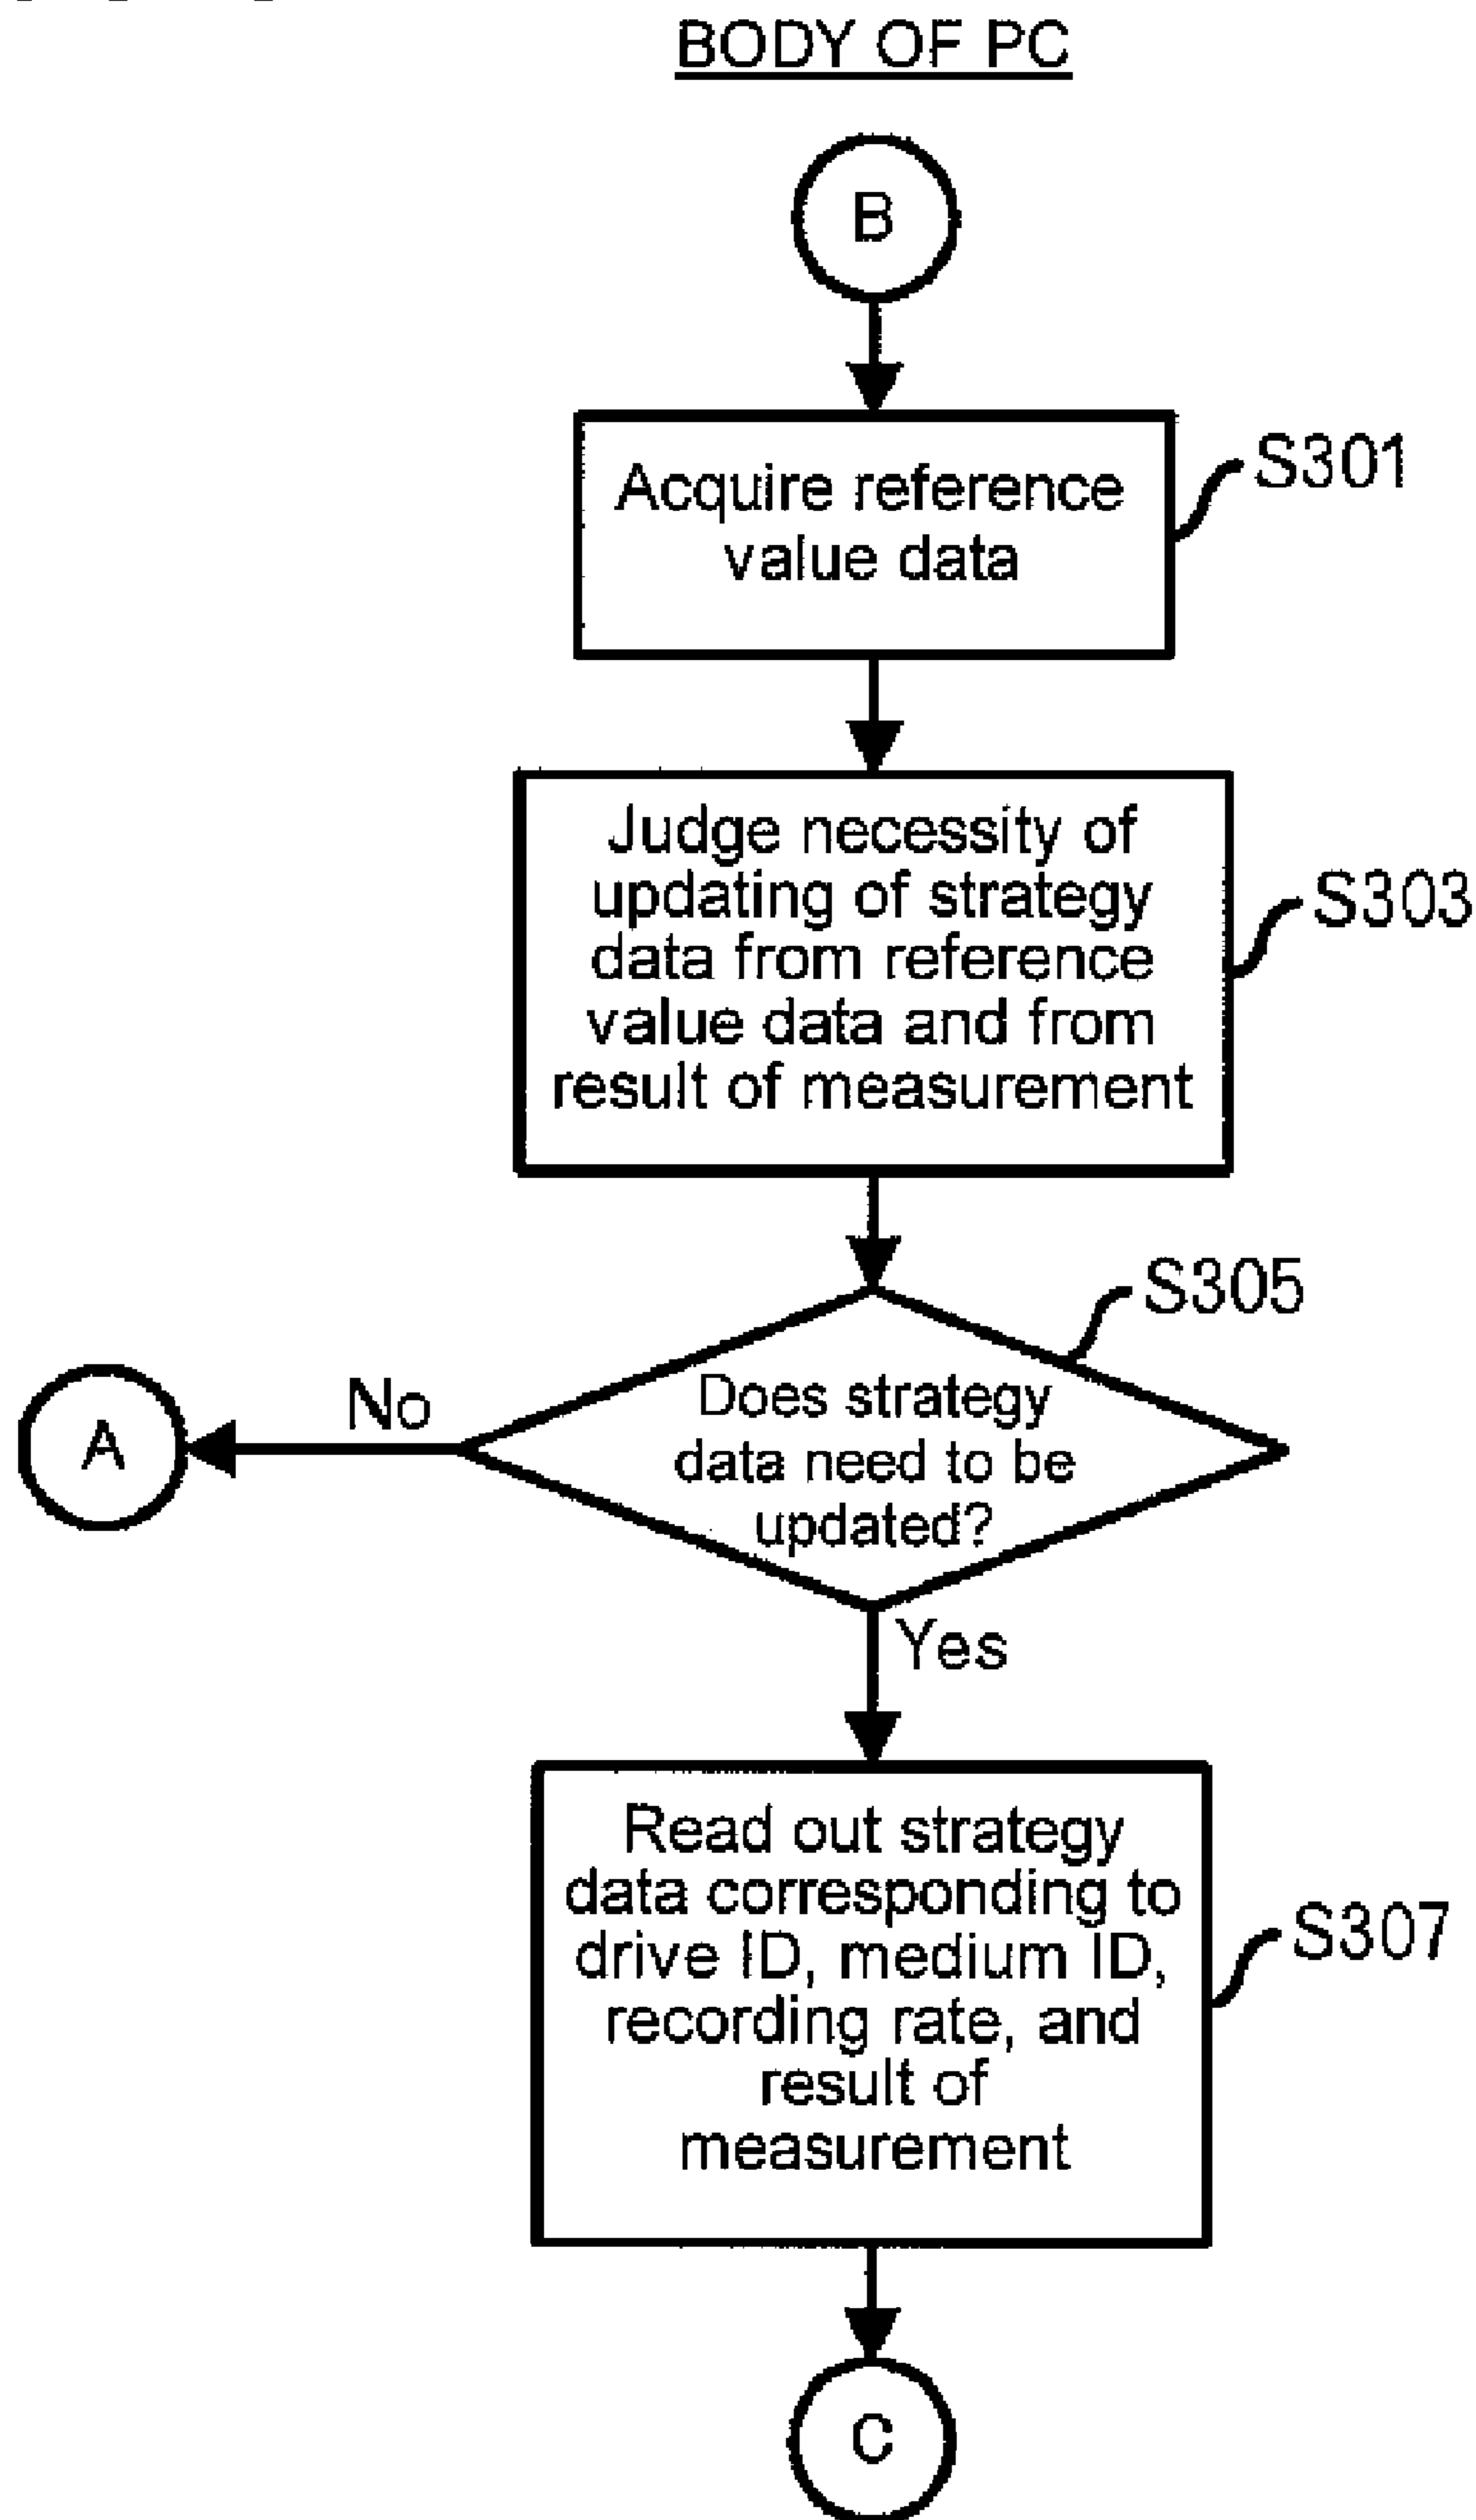 BODY OF PC
B
Acquire reference
value data
S301
Judge necessity of
updating of strategy
data from reference
value data and from
result of measurement
S303
S305
Does strategy
data need to be
updated?
No
A
Yes
Read out strategy
data corresponding to
drive ID, medium ID,
recording rate, and
result of
measurement
S307
C